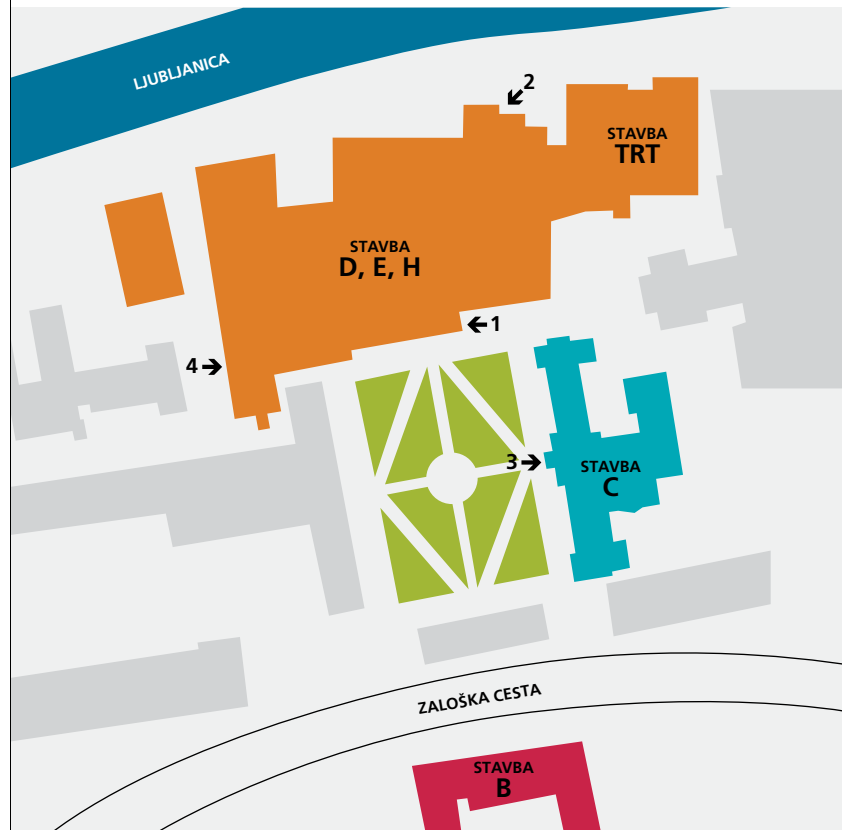 LJUBLJANICA
2
STAVBA
TRT
STAVBA
D, E, H
1
4
3
STAVBA
C
ZALOŠKA CESTA
STAVBA
B